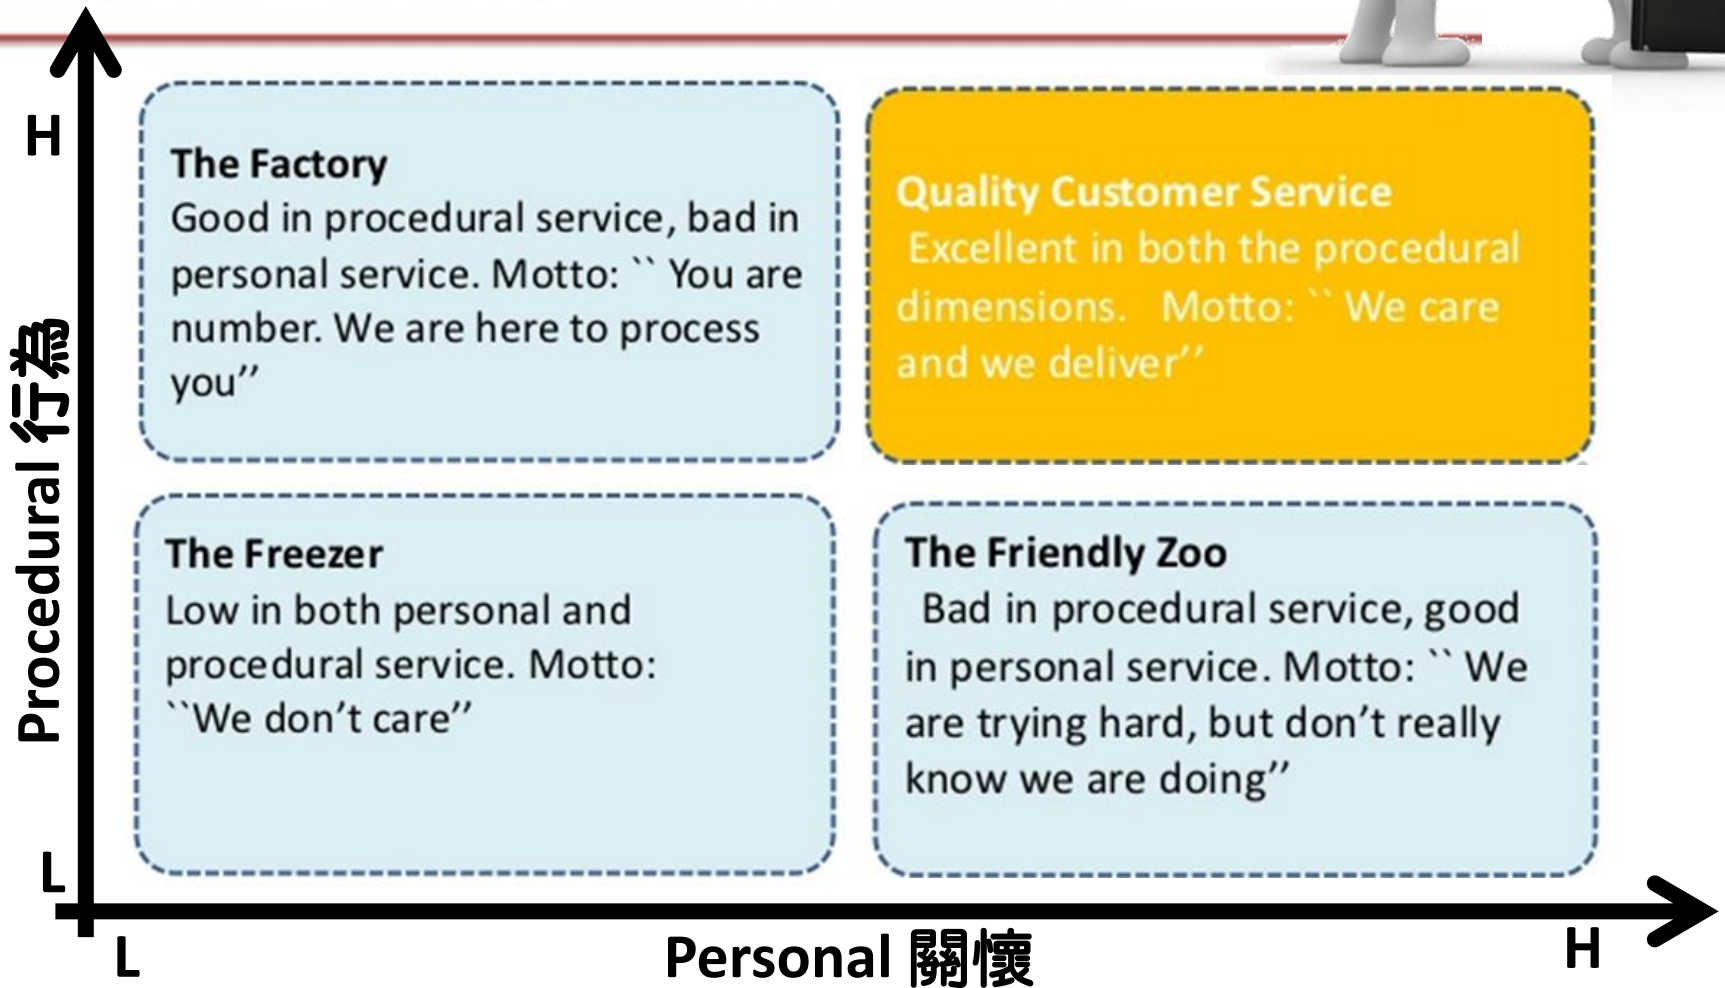 H
The Factory
Good in procedural service, bad in
personal service. Motto: `` You are
number. We are here to process
you’’
Quality Customer Service
Excellent in both the procedural
dimensions. Motto: `` We care
and we deliver’’
Procedural 行為
The Freezer
Low in both personal and
procedural service. Motto:
``We don’t care’’
The Friendly Zoo
Bad in procedural service, good
in personal service. Motto: `` We
are trying hard, but don’t really
know we are doing’’
L
L
Personal 關懷
H